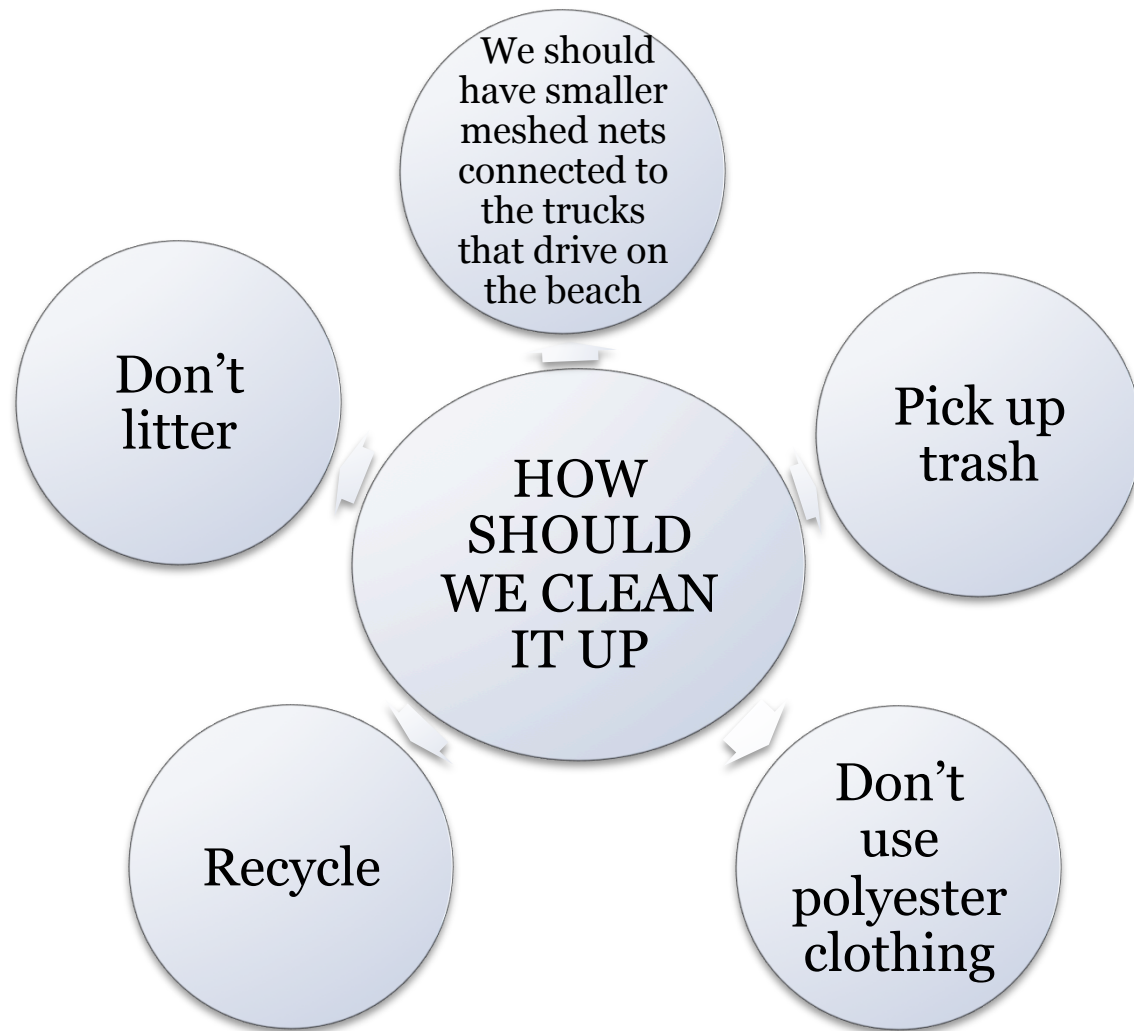 We should
have smaller
meshed nets
connected to
the trucks
that drive on
the beach
Don’t
litter
Pick up
trash
HOW
SHOULD
WE CLEAN
IT UP
Recycle
Don’t
use
polyester
clothing